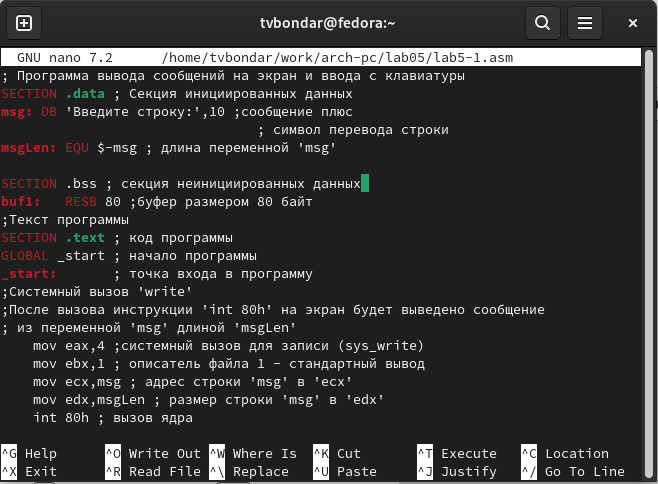 tvbondar@fedora:~
GNU nano 7.2 /home/tvbondar/work/arch-pc/lab05/lab5-1.asm
; Программа вывода сообщений на экран и ввода с клавиатуры
SECTION .data ; Секция инициированных данных
msg: DB 'Введите строку:',10 ;сообщение плюс
; символ перевода строки
msgLen: EQU $-msg ; длина переменной 'msg'
SECTION .bss ; секция неинициированных данных
buf1: RESB 80 ;буфер размером 80 байт
;Текст программы
SECTION .text ; код программы
GLOBAL _start ; начало программы
_start: ; точка входа в программу
;Системный вызов 'write'
;После вызова инструкции 'int 80h' на экран будет выведено сообщение
; из переменной 'msg' длиной 'msgLen'
mov eax,4 ;системный вызов для записи (sys_write)
mov ebx,1 ; описатель файла 1 - стандартный вывод
mov ecx,msg ; адрес строки 'msg' в 'ecx'
mov edx,msgLen ; размер строки 'msg' в 'edx'
int 80h ; вызов ядра
^G Help ^O Write Out ^W Where Is ^K Cut ^T Execute ^C Location
^X Exit ^R Read File ^\ Replace ^U Paste ^J Justify ^/ Go To Line